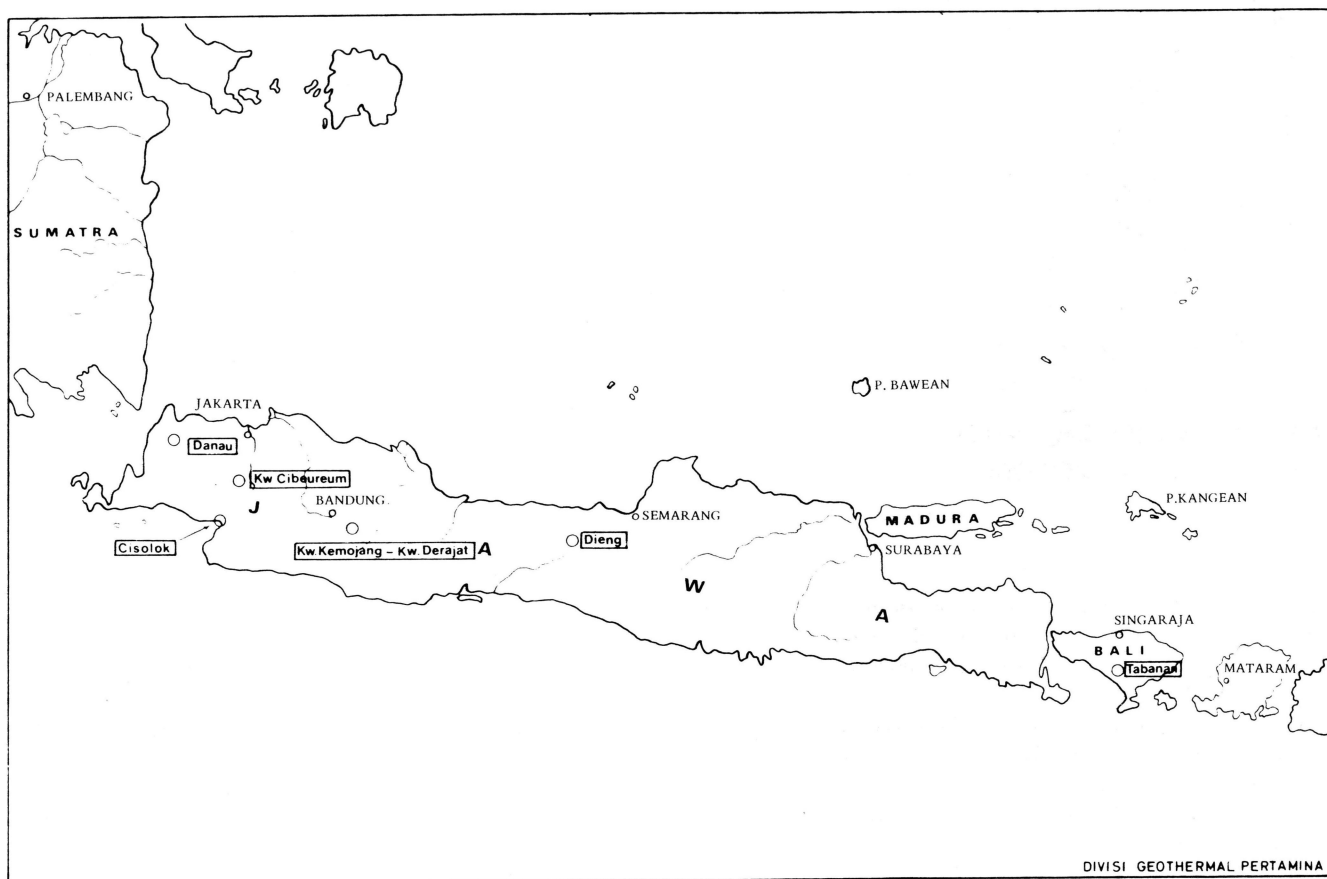 PALEMBANG
SUMATRA
P. BAWEAN
JAKARTA
Danau
Kw Cibeureum
BANDUNG.
J
Cisolok
Kw. Kemojang – Kw. Derajat
A
Dieng
SEMARANG
W
A
MADURA
SURABAYA
P.KANGEAN
SINGARAJA
BALI
Tabanan
MATARAM
DIVISI GEOTHERMAL PERTAMINA